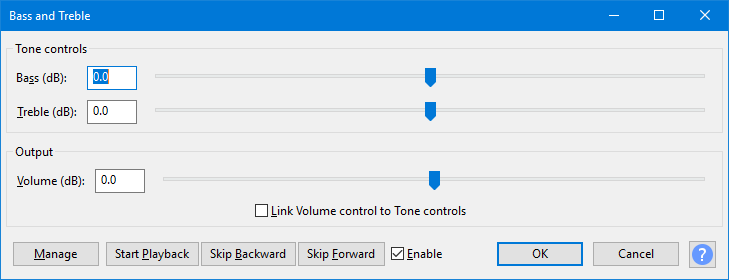 Bass and Treble
Tone controls
Bass (dB): 0.0
Treble (dB): 0.0
Output
Volume (dB): 0.0
Link Volume control to Tone controls
Manage Start Playback Skip Backward Skip Forward Enable OK Cancel ?